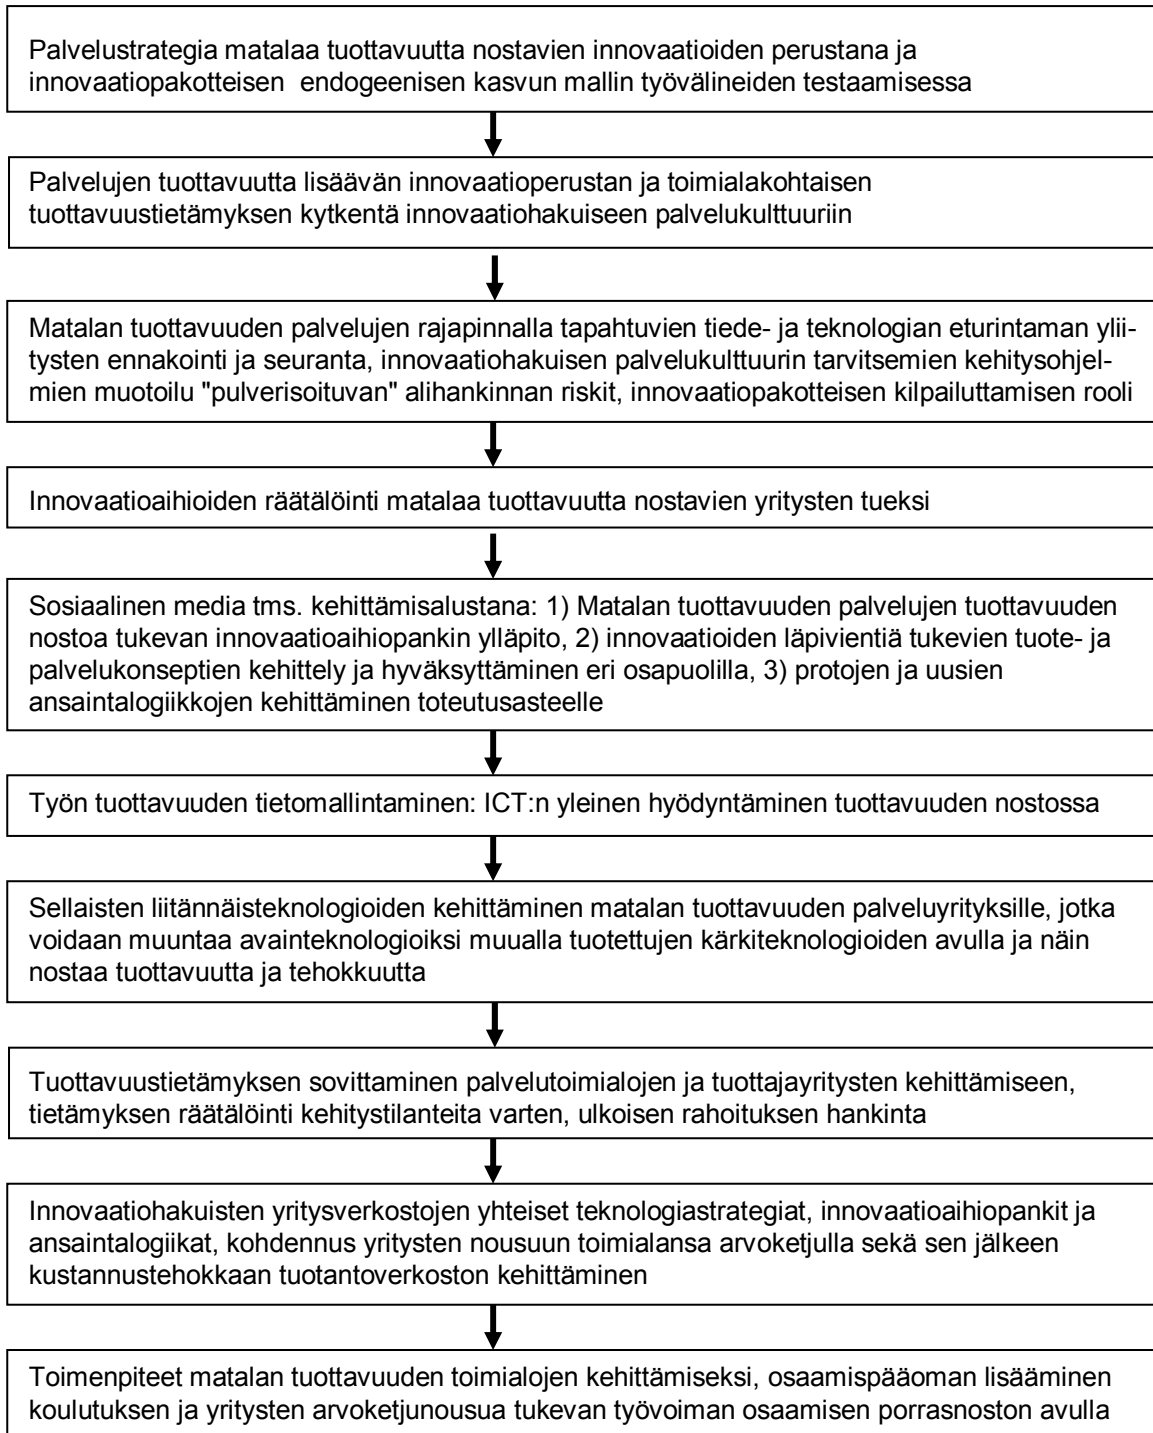 Palvelustrategia matalaa tuottavuutta nostavien innovaatioiden perustana ja
innovaatiopakotteisen endogeenisen kasvun mallin työvälineiden testaamisessa
Palvelujen tuottavuutta lisäävän innovaatioperustan ja toimialakohtaisen
tuottavuustietämyksen kytkentä innovaatiohakuiseen palvelukulttuuriin
Matalan tuottavuuden palvelujen rajapinnalla tapahtuvien tiede- ja teknologian eturintaman ylii-
tysten ennakointi ja seuranta, innovaatiohakuisen palvelukulttuurin tarvitsemien kehitysohjel-
mien muotoilu "pulverisoituvan" alihankinnan riskit, innovaatiopakotteisen kilpailuttamisen rooli
Innovaatioaihioiden räätälöinti matalaa tuottavuutta nostavien yritysten tueksi
Sosiaalinen media tms. kehittämisalustana: 1) Matalan tuottavuuden palvelujen tuottavuuden
nostoa tukevan innovaatioaihiopankin ylläpito, 2) innovaatioiden läpivientiä tukevien tuote- ja
palvelukonseptien kehittely ja hyväksyttäminen eri osapuolilla, 3) protojen ja uusien
ansaintalogiikkojen kehittäminen toteutusasteelle
Työn tuottavuuden tietomallintaminen: ICT:n yleinen hyödyntäminen tuottavuuden nostossa
Sellaisten liitännäisteknologioiden kehittäminen matalan tuottavuuden palveluyrityksille, jotka
voidaan muuntaa avainteknologioiksi muualla tuotettujen kärkiteknologioiden avulla ja näin
nostaa tuottavuutta ja tehokkuutta
Tuottavuustietämyksen sovittaminen palvelutoimialojen ja tuottajayritysten kehittämiseen,
tietämyksen räätälöinti kehitystilanteita varten, ulkoisen rahoituksen hankinta
Innovaatiohakuisten yritysverkostojen yhteiset teknologiastrategiat, innovaatioaihiopankit ja
ansaintalogiikat, kohdennus yritysten nousuun toimialansa arvoketjulla sekä sen jälkeen
kustannustehokkaan tuotantoverkoston kehittäminen
Toimenpiteet matalan tuottavuuden toimialojen kehittämiseksi, osaamispääoman lisääminen
koulutuksen ja yritysten arvoketjunousua tukevan työvoiman osaamisen porrasnoston avulla